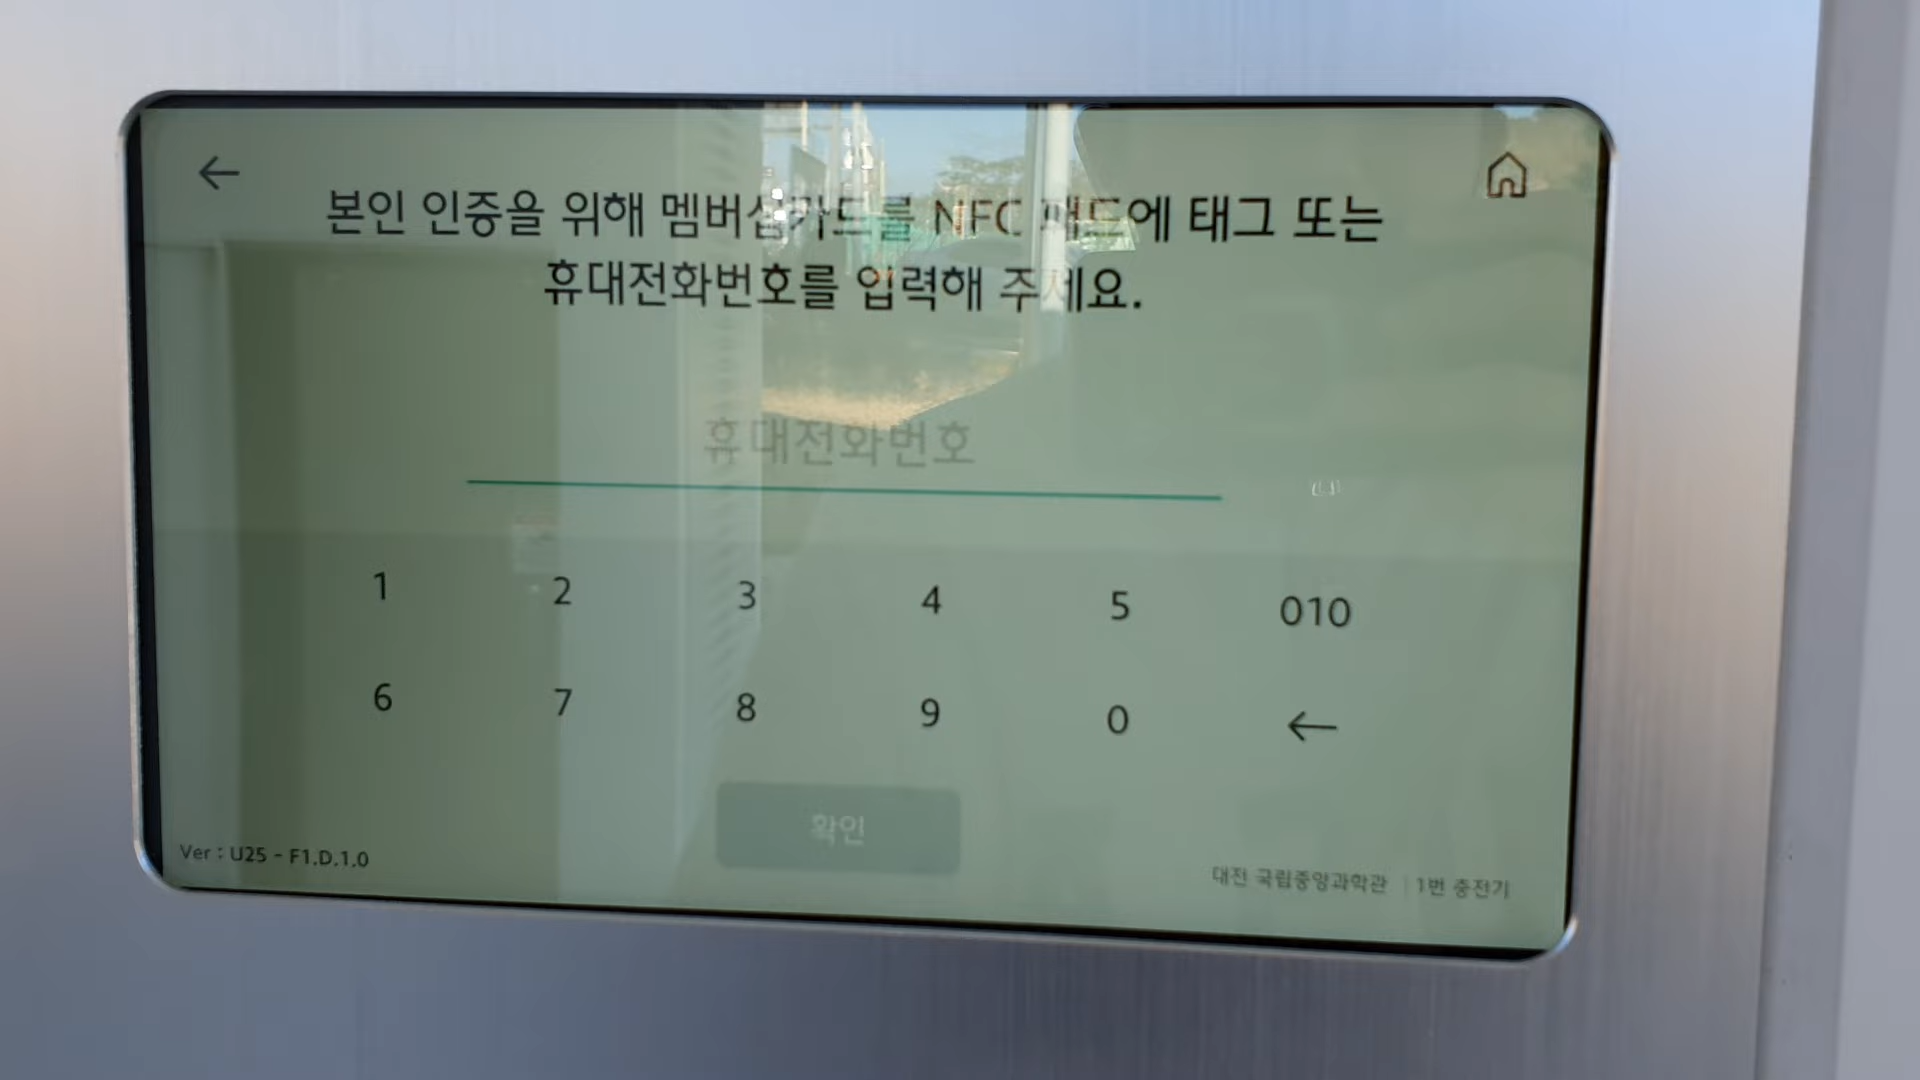 본인 인증을 위해 멤버십카드를 NFC 패드에 태그 또는
휴대전화번호를 입력해 주세요.
휴대전화번호
1 2 3 4 5 010
6 7 8 9 0 ←
확인
Ver : U25 - F1.D.1.0
대전 국립중앙과학관 | 1번 충전기